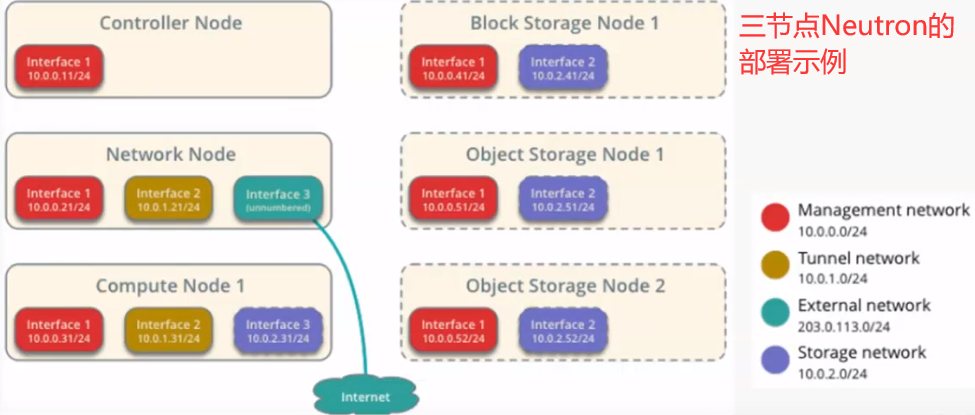 Controller Node
Interface 1
10.0.0.11/24
Block Storage Node 1
Interface 1
10.0.0.41/24
Interface 2
10.0.2.41/24
三节点Neutron的
部署示例
Network Node
Interface 1
10.0.0.21/24
Interface 2
10.0.1.21/24
Interface 3
(unnumbered)
Object Storage Node 1
Interface 1
10.0.0.51/24
Interface 2
10.0.2.51/24
Compute Node 1
Interface 1
10.0.0.31/24
Interface 2
10.0.1.31/24
Interface 3
10.0.2.31/24
Object Storage Node 2
Interface 1
10.0.0.52/24
Interface 2
10.0.2.52/24
Internet
Management network
10.0.0.0/24
Tunnel network
10.0.1.0/24
External network
203.0.113.0/24
Storage network
10.0.2.0/24